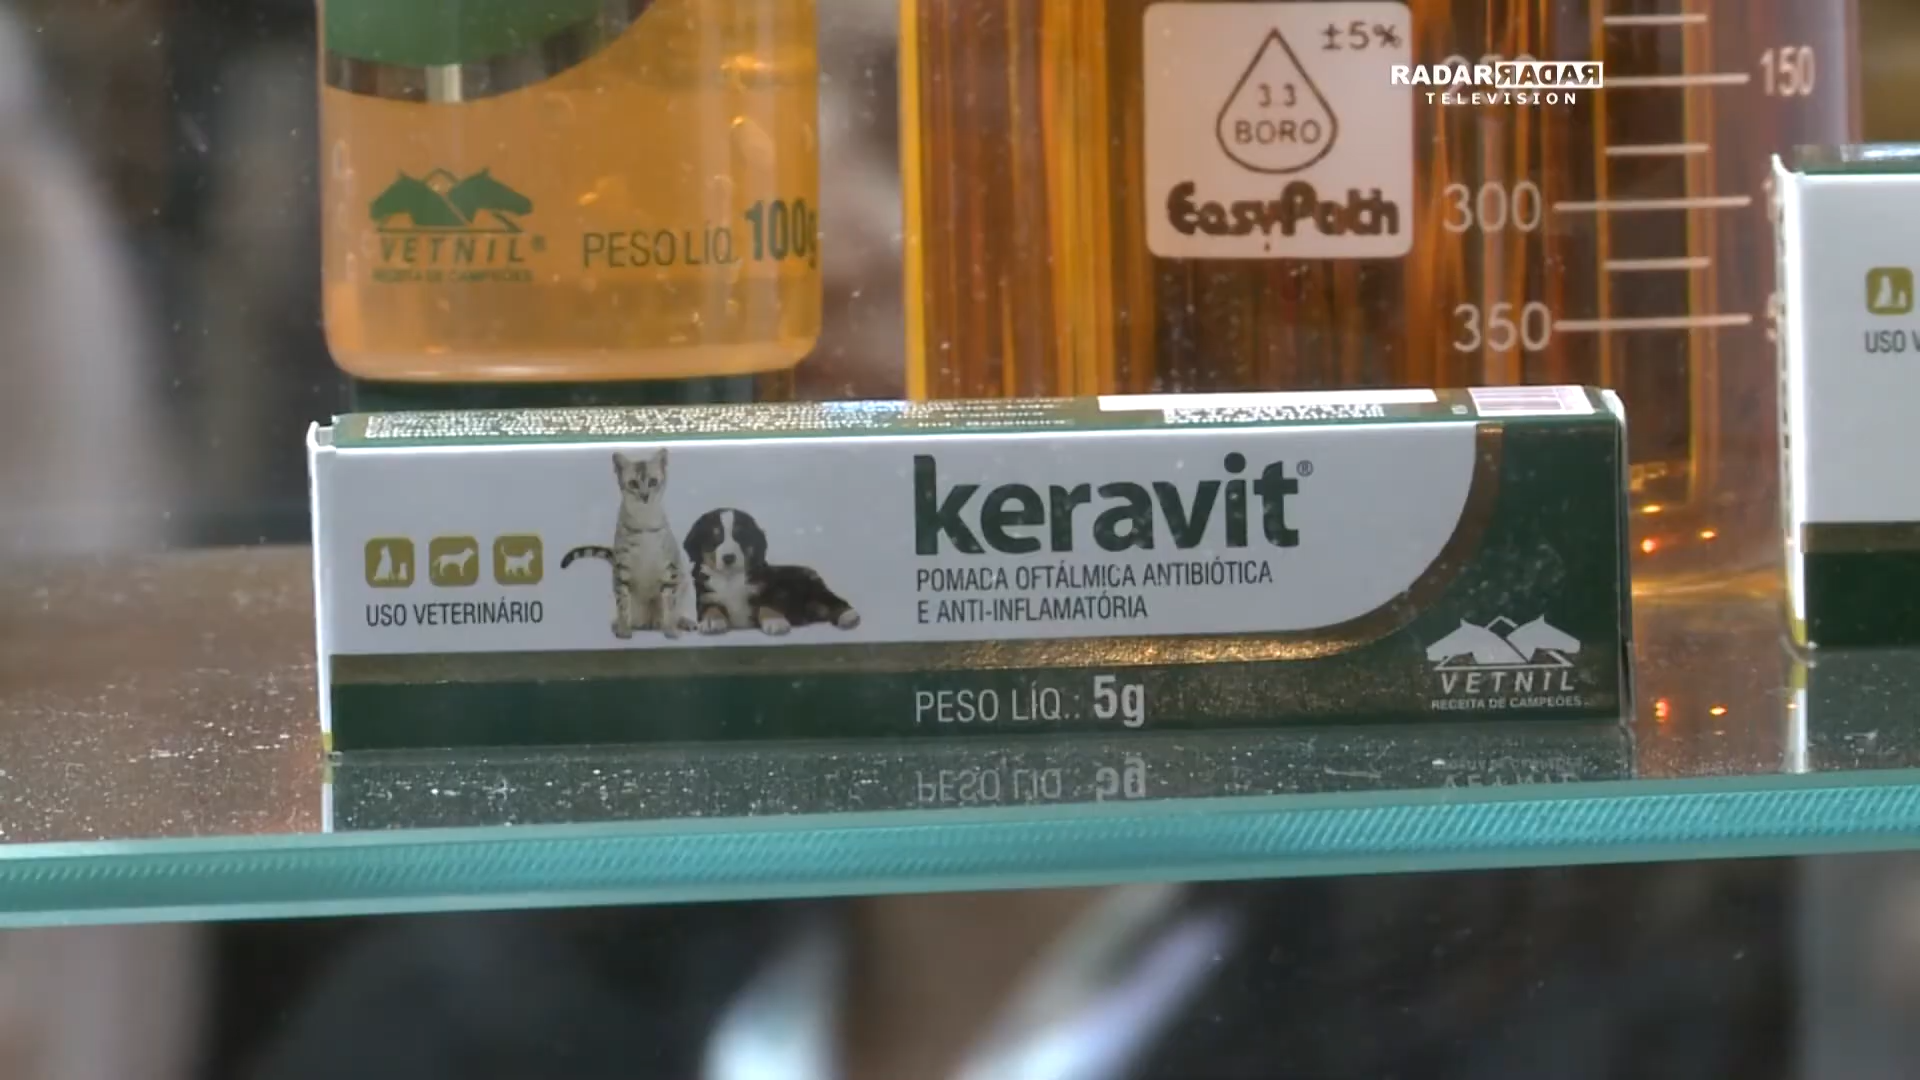 ±5%
3.3
BORO
EasyPath
RADAR RADAR
TELEVISION
150
300
350
VETNIL®
RECEITA DE CAMPEÕES
PESO LÍQ. 100g
USO
keravit®
POMADA OFTÁLMICA ANTIBIÓTICA
E ANTI-INFLAMATÓRIA
USO VETERINÁRIO
PESO LÍQ.: 5g
VETNIL
RECEITA DE CAMPEÕES